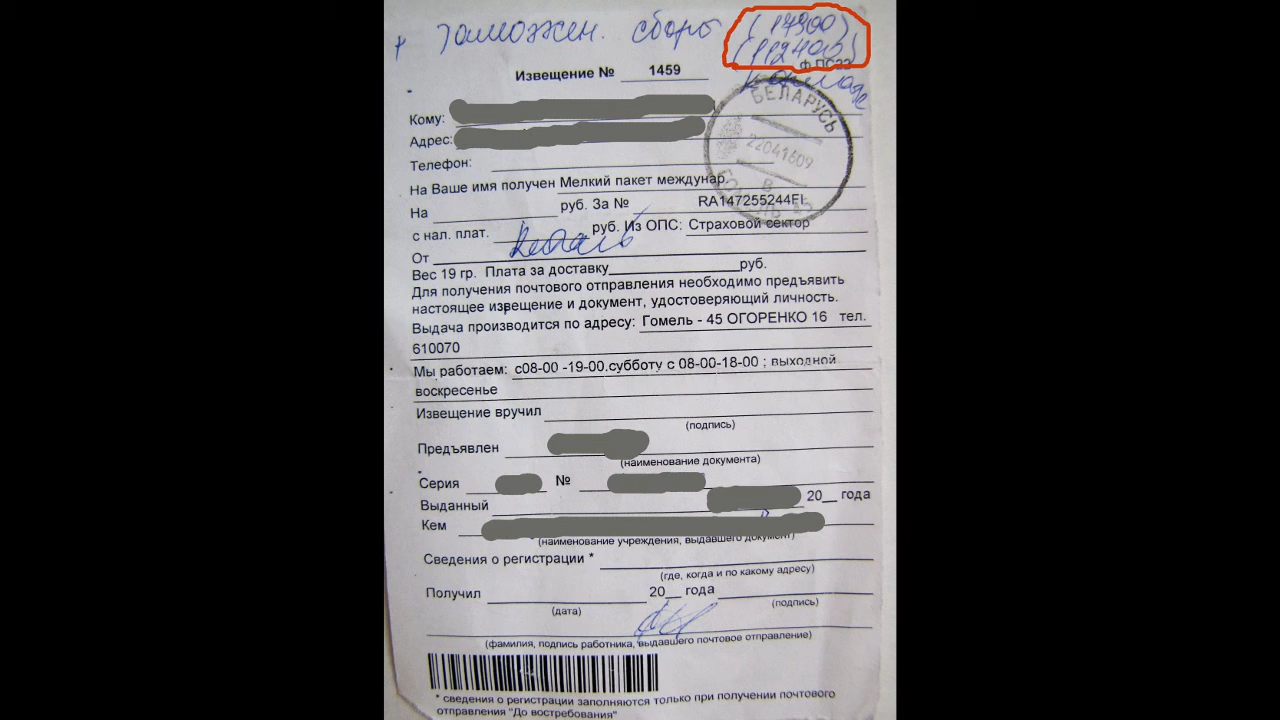 + Таможен. сборы (17900)
(112400)
ф.ПС22
к оплате
Извещение № 1459
БЕЛАРУСЬ
22041609
Кому:
Адрес:
Телефон:
На Ваше имя получен Мелкий пакет междунар.
На руб. За № RA147255244FI
с нал. плат. руб. Из ОПС: Страховой сектор
От
Вес 19 гр. Плата за доставку руб.
Для получения почтового отправления необходимо предъявить
настоящее извещение и документ, удостоверяющий личность.
Выдача производится по адресу: Гомель - 45 ОГОРЕНКО 16 тел.
610070
Мы работаем: с08-00 -19-00.субботу с 08-00-18-00 ; выходной
воскресенье
Извещение вручил
(подпись)
Предъявлен
(наименование документа)
Серия №
Выданный 20__ года
Кем
(наименование учреждения, выдавшего документ)
Сведения о регистрации *
(где, когда и по какому адресу)
Получил 20__ года
(дата) (подпись)
(фамилия, подпись работника, выдавшего почтовое отправление)
* сведения о регистрации заполняются только при получении почтового
отправления "До востребования"